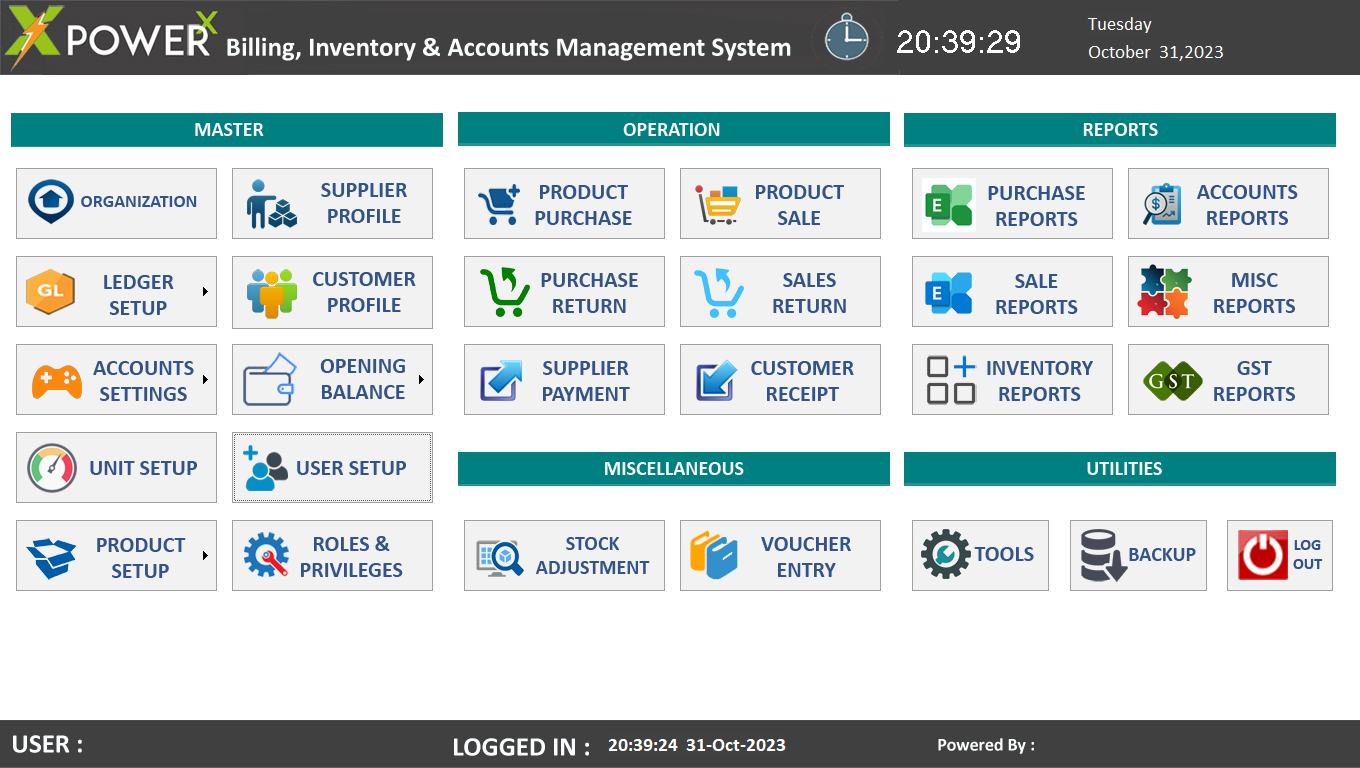 XPOWERX
Billing, Inventory & Accounts Management System
20:39:29
Tuesday
October 31,2023
MASTER
ORGANIZATION
SUPPLIER
PROFILE
GL
LEDGER
SETUP
CUSTOMER
PROFILE
ACCOUNTS
SETTINGS
OPENING
BALANCE
UNIT SETUP
USER SETUP
PRODUCT
SETUP
ROLES &
PRIVILEGES
OPERATION
PRODUCT
PURCHASE
PRODUCT
SALE
PURCHASE
RETURN
SALES
RETURN
SUPPLIER
PAYMENT
CUSTOMER
RECEIPT
MISCELLANEOUS
STOCK
ADJUSTMENT
VOUCHER
ENTRY
REPORTS
E
PURCHASE
REPORTS
$
ACCOUNTS
REPORTS
E
SALE
REPORTS
MISC
REPORTS
INVENTORY
REPORTS
GST
GST
REPORTS
UTILITIES
TOOLS
BACKUP
LOG
OUT
USER :
LOGGED IN : 20:39:24 31-Oct-2023
Powered By :